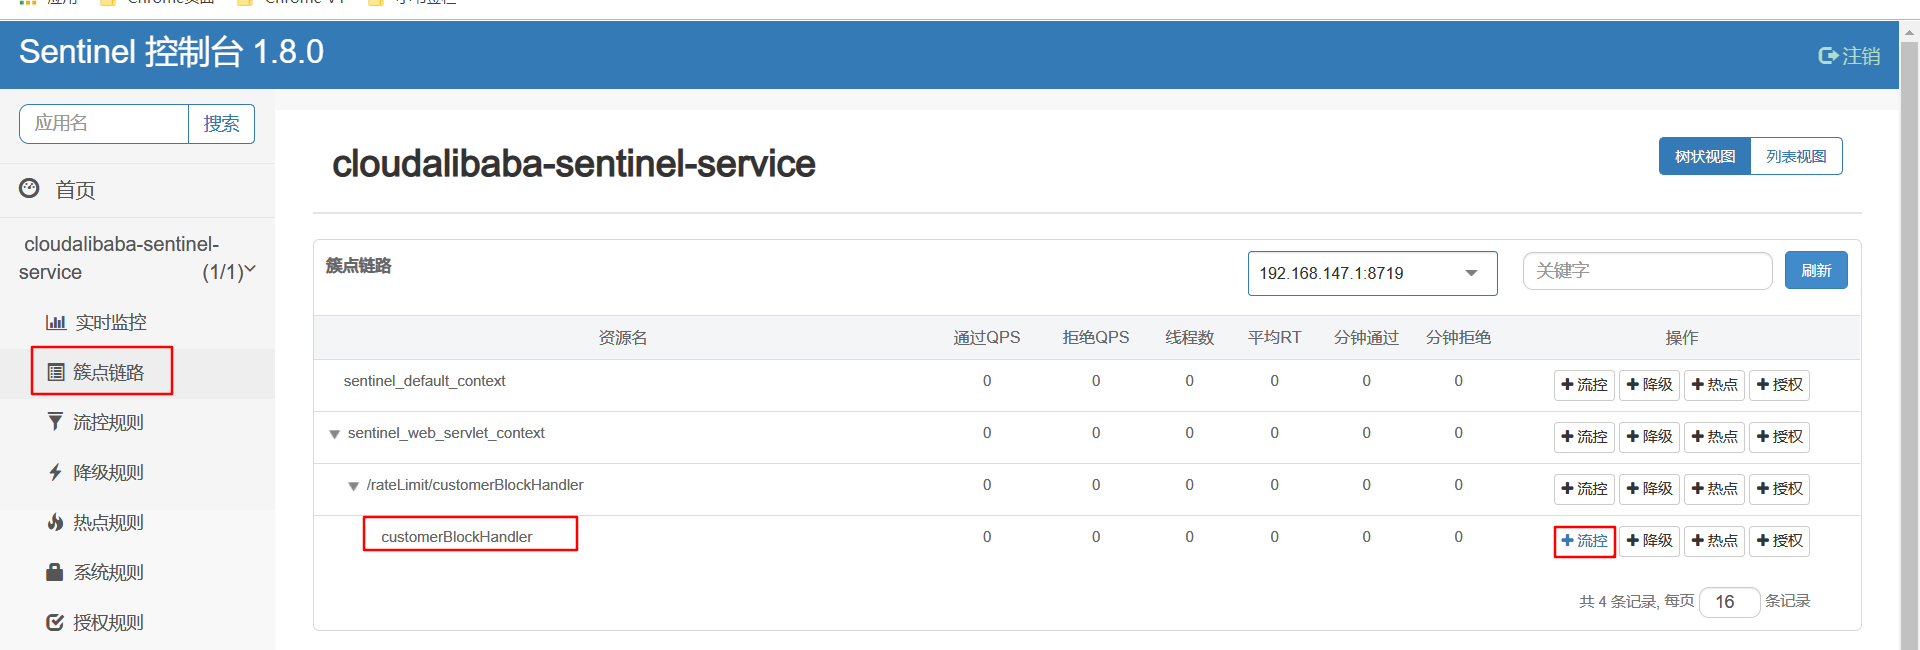 Sentinel 控制台 1.8.0
注销
应用名 搜索
首页
cloudalibaba-sentinel-
service (1/1)
实时监控
簇点链路
流控规则
降级规则
热点规则
系统规则
授权规则
cloudalibaba-sentinel-service
树状视图 列表视图
簇点链路 192.168.147.1:8719 关键字 刷新
资源名 通过QPS 拒绝QPS 线程数 平均RT 分钟通过 分钟拒绝 操作
sentinel_default_context 0 0 0 0 0 0 +流控 +降级 +热点 +授权
sentinel_web_servlet_context 0 0 0 0 0 0 +流控 +降级 +热点 +授权
/rateLimit/customerBlockHandler 0 0 0 0 0 0 +流控 +降级 +热点 +授权
customerBlockHandler 0 0 0 0 0 0 +流控 +降级 +热点 +授权
共 4 条记录, 每页 16 条记录